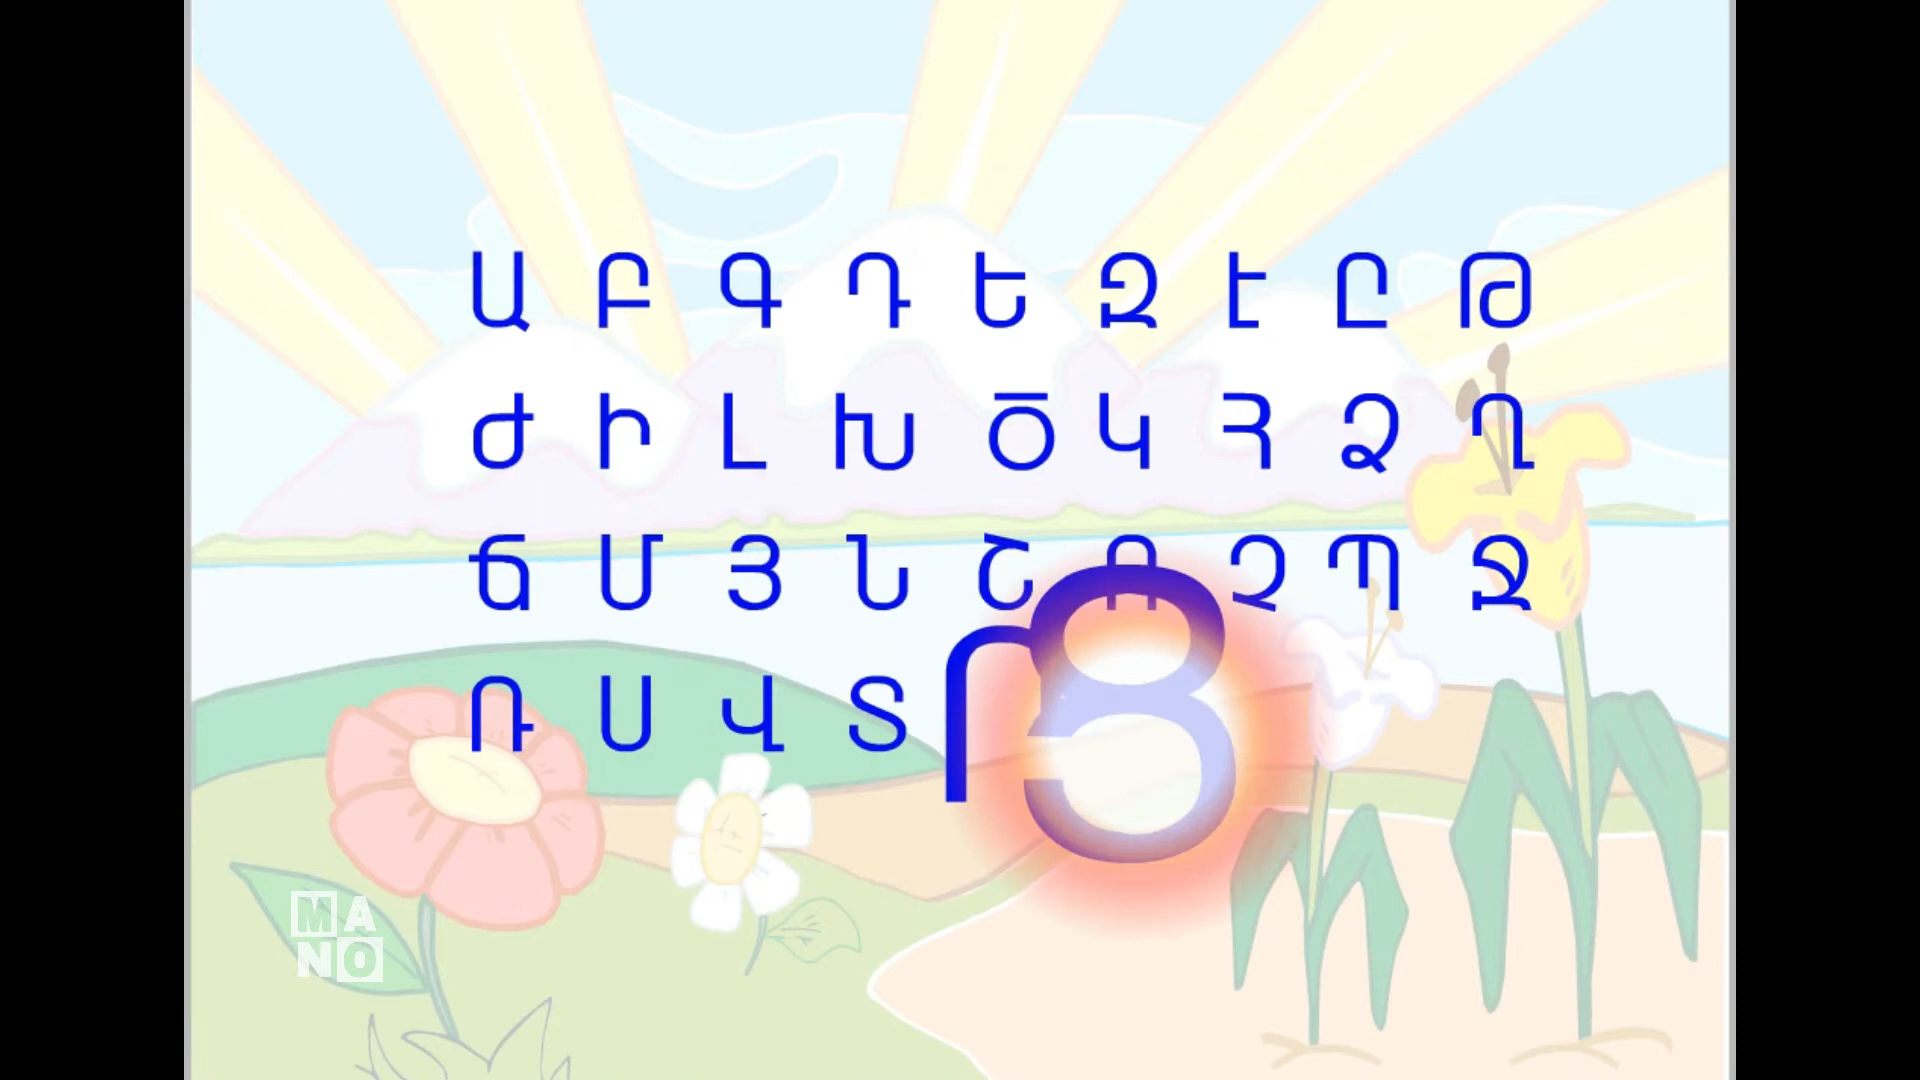 Ա Բ Գ Դ Ե Զ Է Ը Թ
Ժ Ի Լ Խ Ծ Կ Հ Ձ Ղ
Ճ Մ Յ Ն Շ Ո Չ Պ Ջ
Ռ Ս Վ Տ Ր Ց
MANO